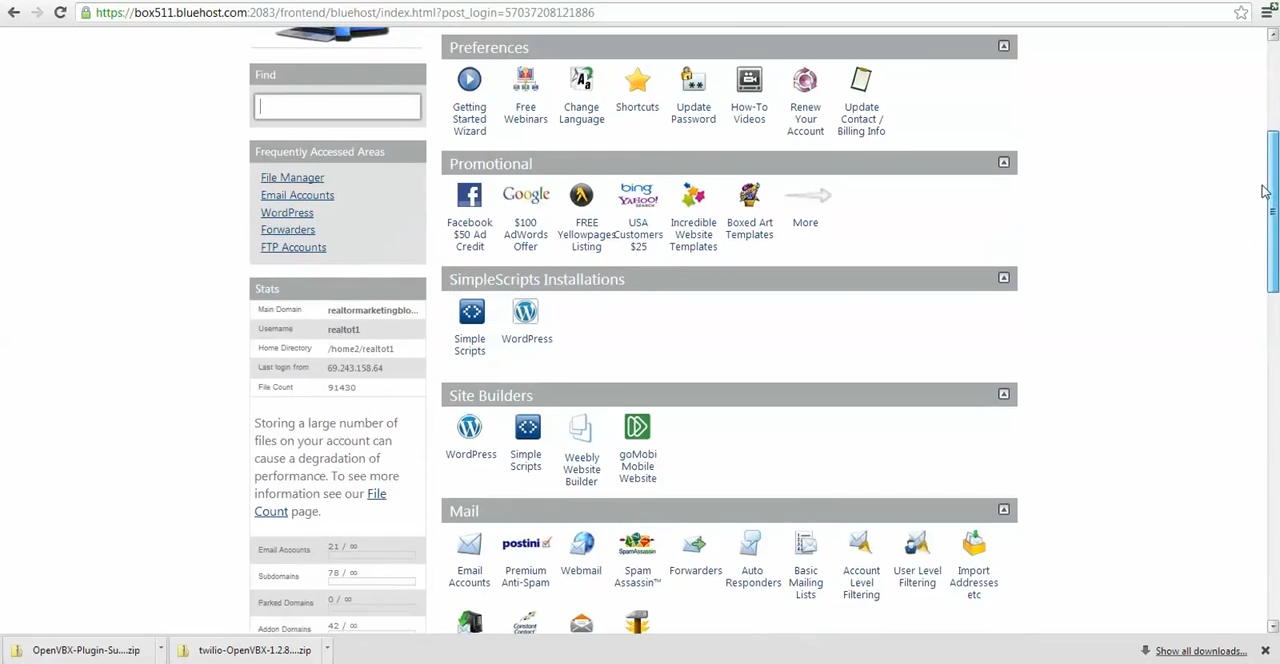 https://box511.bluehost.com:2083/frontend/bluehost/index.html?post_login=57037208121886
Find
Frequently Accessed Areas
File Manager
Email Accounts
WordPress
Forwarders
FTP Accounts
Stats
Main Domain realtormarketingblo...
Username realtot1
Home Directory /home2/realtot1
Last login from 69.243.158.64
File Count 91430
Storing a large number of
files on your account can
cause a degradation of
performance. To see more
information see our File
Count page.
Email Accounts 21 / ∞
Subdomains 78 / ∞
Parked Domains 0 / ∞
Addon Domains 42 / ∞
Preferences
Getting Started Wizard
Free Webinars
Change Language
Shortcuts
Update Password
How-To Videos
Renew Your Account
Update Contact / Billing Info
Promotional
Google
bing
YAHOO!
Facebook $50 Ad Credit
$100 AdWords Offer
FREE Yellowpages Listing
USA Customers $25
Incredible Website Templates
Boxed Art Templates
More
SimpleScripts Installations
Simple Scripts
WordPress
Site Builders
WordPress
Simple Scripts
Weebly Website Builder
goMobi Mobile Website
Mail
postini
SpamAssassin
Email Accounts
Premium Anti-Spam
Webmail
Spam Assassin™
Forwarders
Auto Responders
Basic Mailing Lists
Account Level Filtering
User Level Filtering
Import Addresses etc
Constant Contact
OpenVBX-Plugin-Su....zip
twilio-OpenVBX-1.2.8....zip
Show all downloads...